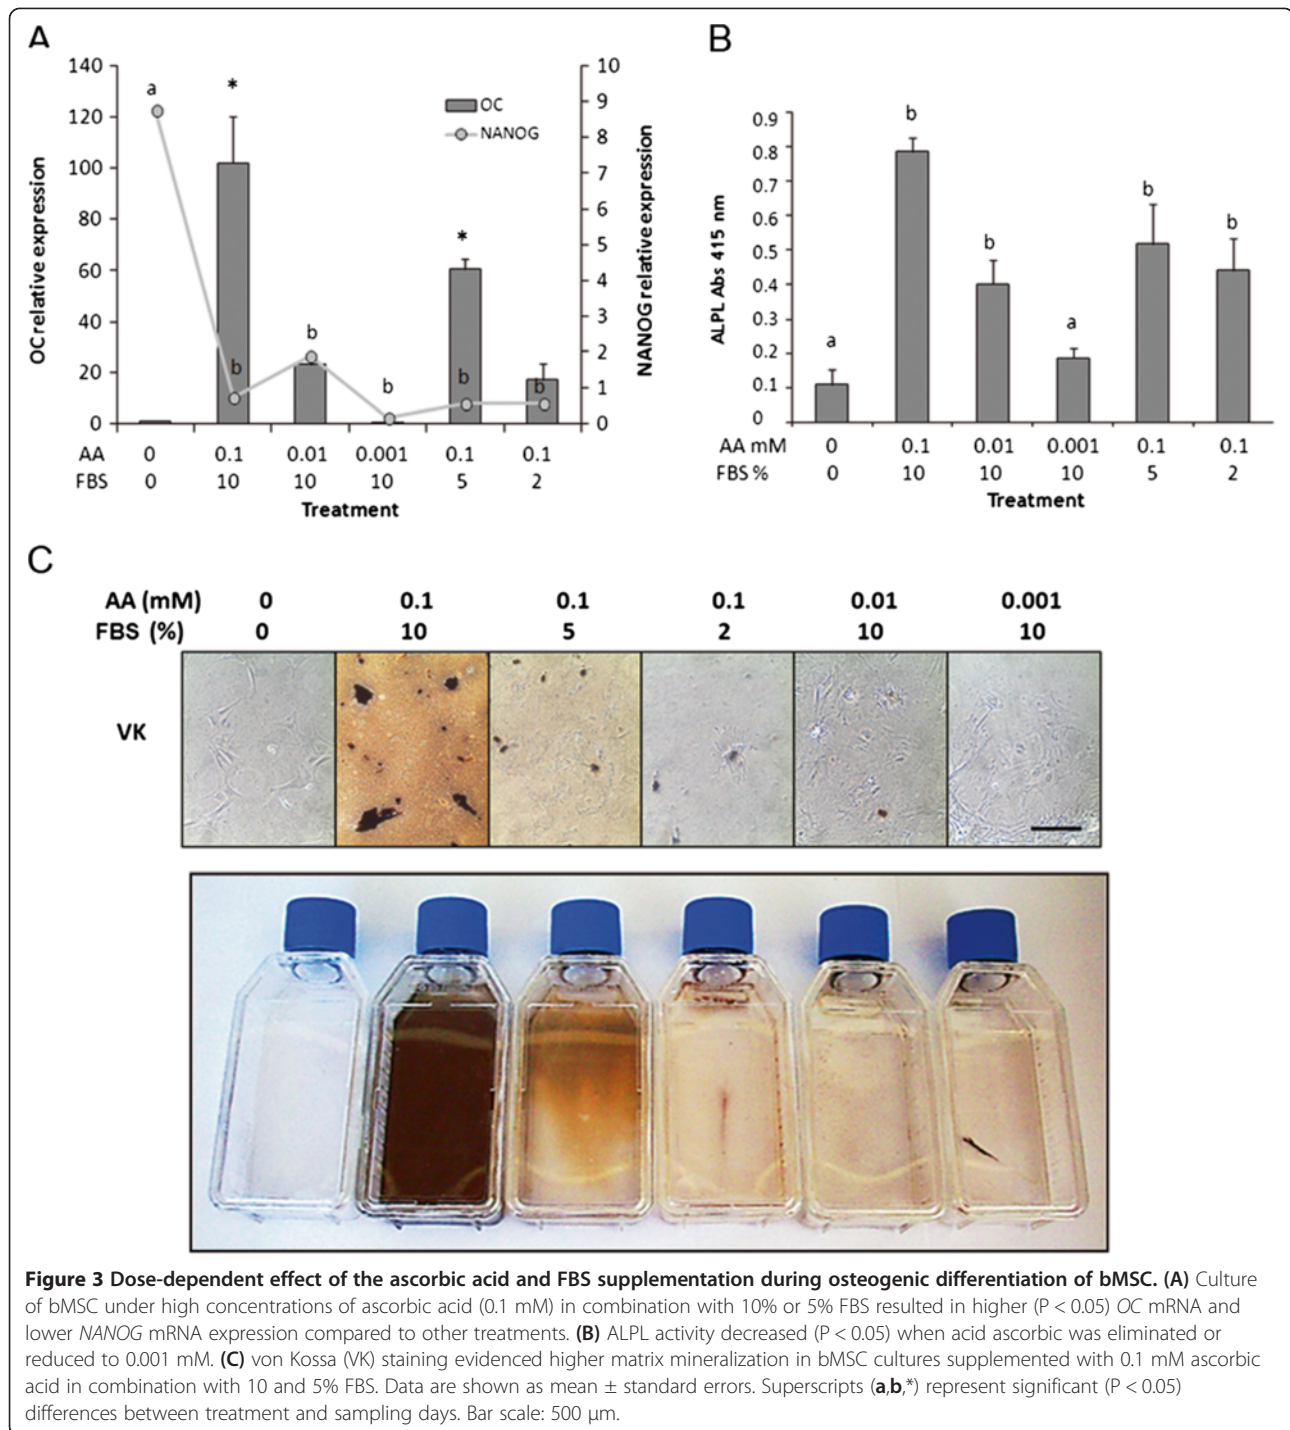 A
B
140
120
100
80
60
40
20
0
OC relative expression
a
*
b
b
b
*
b
b
OC
NANOG
10
9
8
7
6
5
4
3
2
1
0
NANOG relative expression
AA 0 0.1 0.01 0.001 0.1 0.1
FBS 0 10 10 10 5 2
Treatment
0.9
0.8
0.7
0.6
0.5
0.4
0.3
0.2
0.1
0
ALPL Abs 415 nm
a
b
b
a
b
b
AA mM 0 0.1 0.01 0.001 0.1 0.1
FBS % 0 10 10 10 5 2
Treatment
C
AA (mM) 0 0.1 0.1 0.1 0.01 0.001
FBS (%) 0 10 5 2 10 10
VK
Figure 3 Dose-dependent effect of the ascorbic acid and FBS supplementation during osteogenic differentiation of bMSC. (A) Culture
of bMSC under high concentrations of ascorbic acid (0.1 mM) in combination with 10% or 5% FBS resulted in higher (P < 0.05) OC mRNA and
lower NANOG mRNA expression compared to other treatments. (B) ALPL activity decreased (P < 0.05) when acid ascorbic was eliminated or
reduced to 0.001 mM. (C) von Kossa (VK) staining evidenced higher matrix mineralization in bMSC cultures supplemented with 0.1 mM ascorbic
acid in combination with 10 and 5% FBS. Data are shown as mean ± standard errors. Superscripts (a,b,*) represent significant (P < 0.05)
differences between treatment and sampling days. Bar scale: 500 μm.